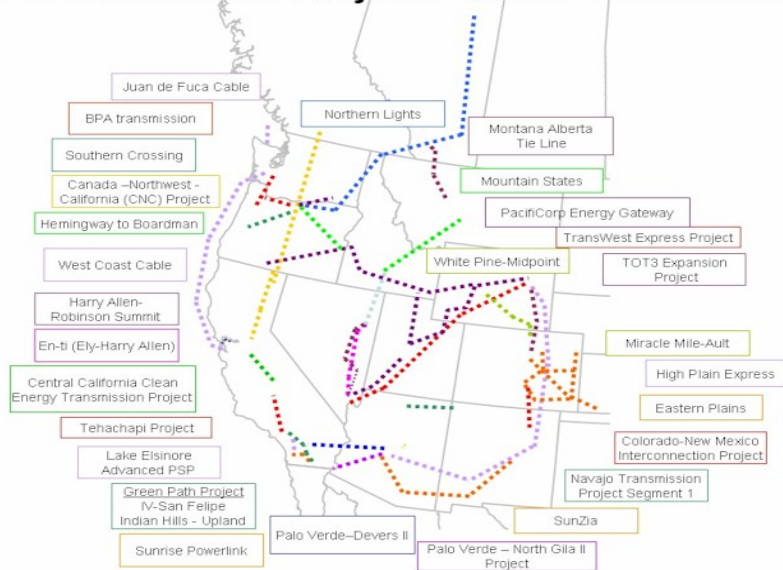 Juan de Fuca Cable
BPA transmission
Southern Crossing
Canada –Northwest -
California (CNC) Project
Hemingway to Boardman
West Coast Cable
Harry Allen-
Robinson Summit
En-ti (Ely-Harry Allen)
Central California Clean
Energy Transmission Project
Tehachapi Project
Lake Elsinore
Advanced PSP
Green Path Project
IV-San Felipe
Indian Hills - Upland
Sunrise Powerlink
Northern Lights
Montana Alberta
Tie Line
Mountain States
PacifiCorp Energy Gateway
TransWest Express Project
White Pine-Midpoint
TOT3 Expansion
Project
Miracle Mile-Ault
High Plain Express
Eastern Plains
Colorado-New Mexico
Interconnection Project
Navajo Transmission
Project Segment 1
SunZia
Palo Verde–Devers II
Palo Verde – North Gila II
Project